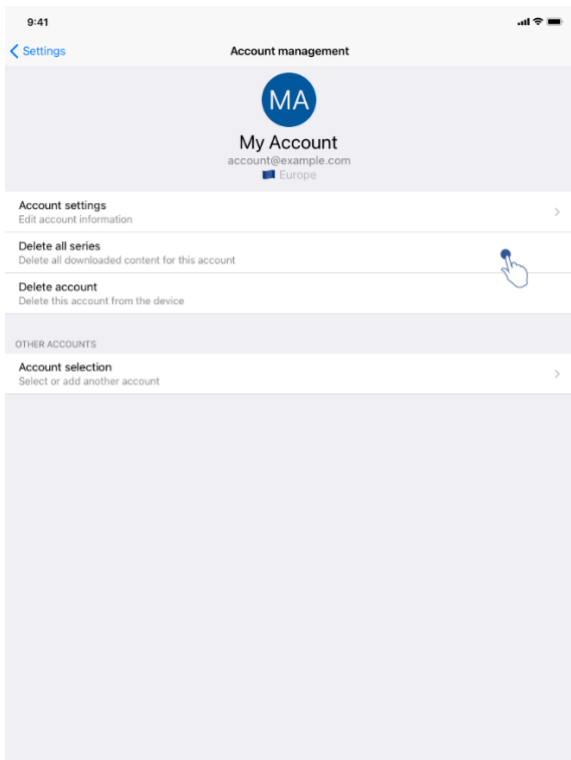 9:41
Settings
Account management
MA
My Account
account@example.com
Europe
Account settings
Edit account information
Delete all series
Delete all downloaded content for this account
Delete account
Delete this account from the device
OTHER ACCOUNTS
Account selection
Select or add another account